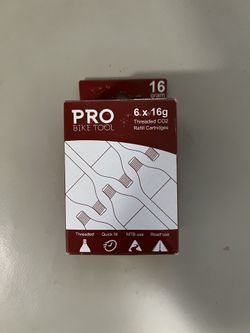 16
gram
PRO
BIKE TOOL
6 x 16g
Threaded CO2
Refill Cartridges
Threaded
Quick fill
MTB use
Road use